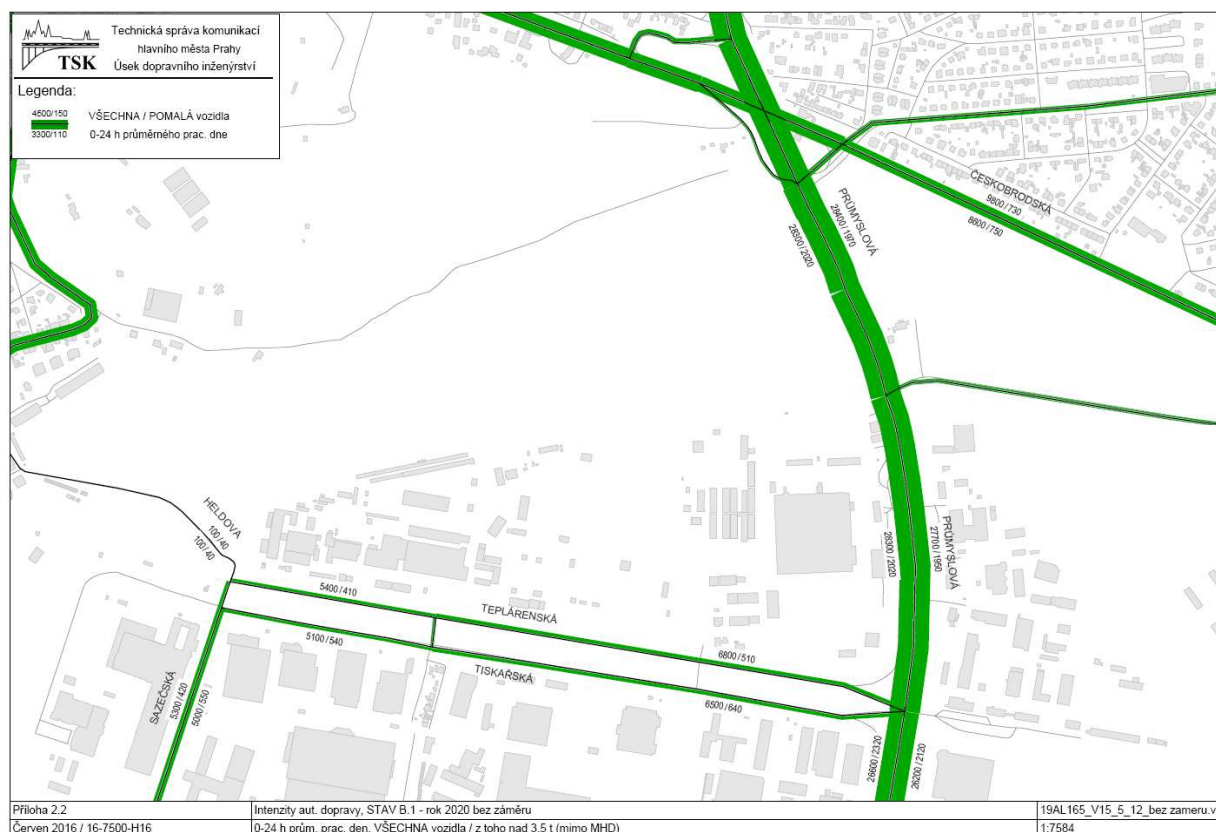 Technická správa komunikací
hlavního města Prahy
TSK
Úsek dopravního inženýrství
Legenda:
4500/150
VŠECHNA / POMALÁ vozidla
3300/110
0-24 h průměrného prac. dne
ČESKOBRODSKÁ
9800/730
8600/750
PRŮMYSLOVÁ
28400/1970
28300/2020
HELDOVA
100/40
100/40
PRŮMYSLOVÁ
27700/1950
28300/2020
5400/410
TEPLÁRENSKÁ
6800/510
5100/540
TISKAŘSKÁ
6500/640
SAZEČSKÁ
5300/420
5000/550
26600/2320
26200/2120
Příloha 2.2
Intenzity aut. dopravy, STAV B.1 - rok 2020 bez záměru
19AL165_V15_5_12_bez zameru.v
Červen 2016 / 16-7500-H16
0-24 h prům. prac. den, VŠECHNA vozidla / z toho nad 3.5 t (mimo MHD)
1:7584